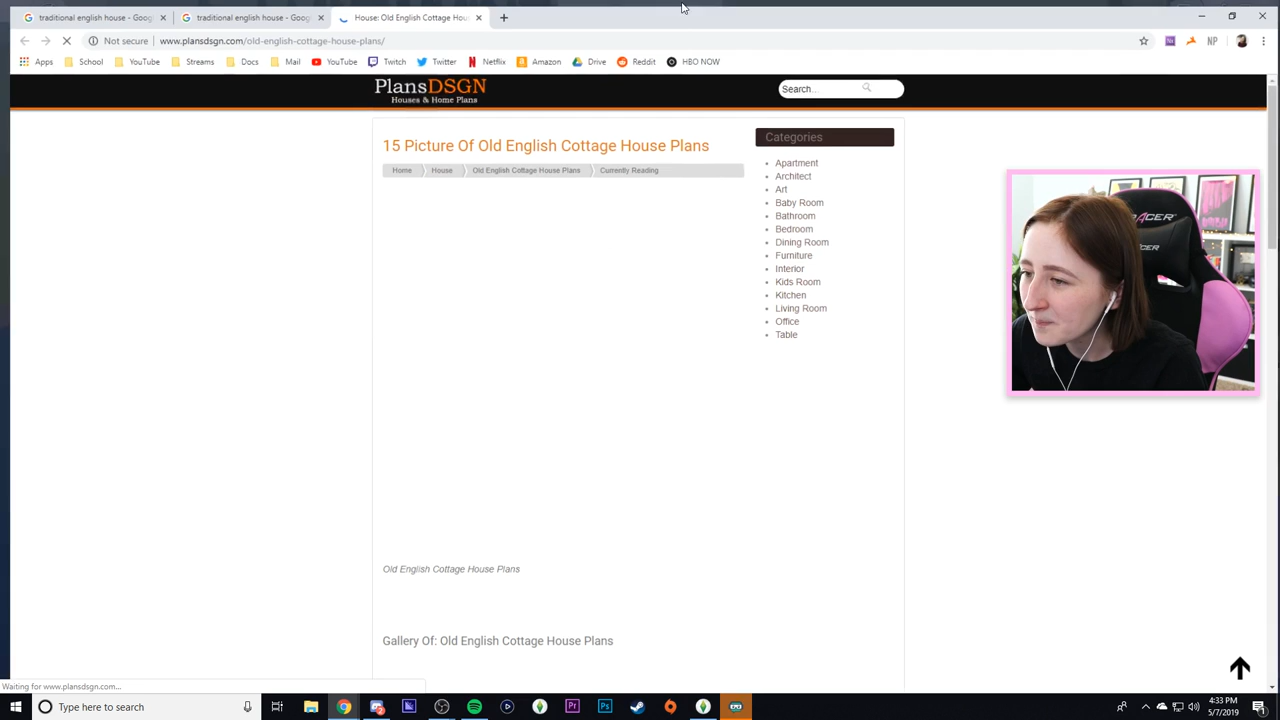 traditional english house - Goog
traditional english house - Goog
House: Old English Cottage Hou
Not secure
www.plansdsgn.com/old-english-cottage-house-plans/
NP
Apps
School
YouTube
Streams
Docs
Mail
YouTube
Twitch
Twitter
Netflix
Amazon
Drive
Reddit
HBO NOW
PlansDSGN
Houses & Home Plans
Search...
15 Picture Of Old English Cottage House Plans
Home
House
Old English Cottage House Plans
Currently Reading
Categories
Apartment
Architect
Art
Baby Room
Bathroom
Bedroom
Dining Room
Furniture
Interior
Kids Room
Kitchen
Living Room
Office
Table
Old English Cottage House Plans
Gallery Of: Old English Cottage House Plans
Waiting for www.plansdsgn.com...
Type here to search
Pr
Ps
4:33 PM
5/7/2019